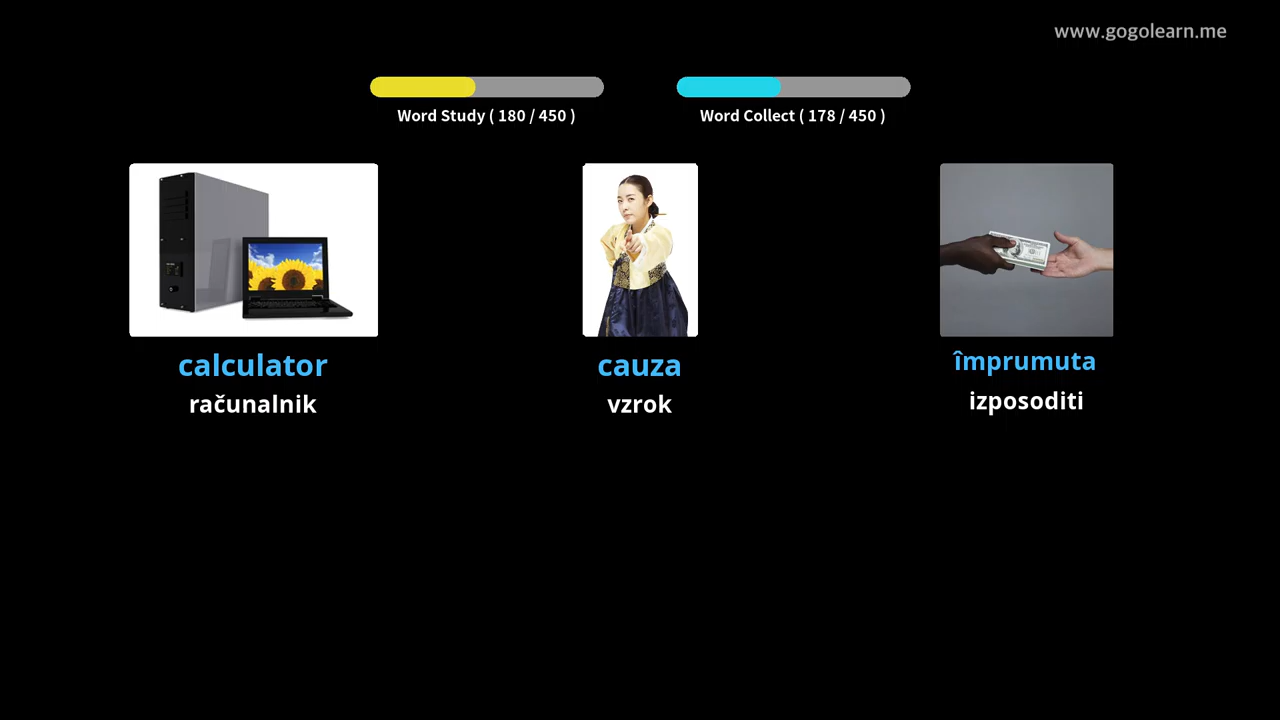 www.gogolearn.me
Word Study ( 180 / 450 )
Word Collect ( 178 / 450 )
calculator
računalnik
cauza
vzrok
împrumuta
izposoditi